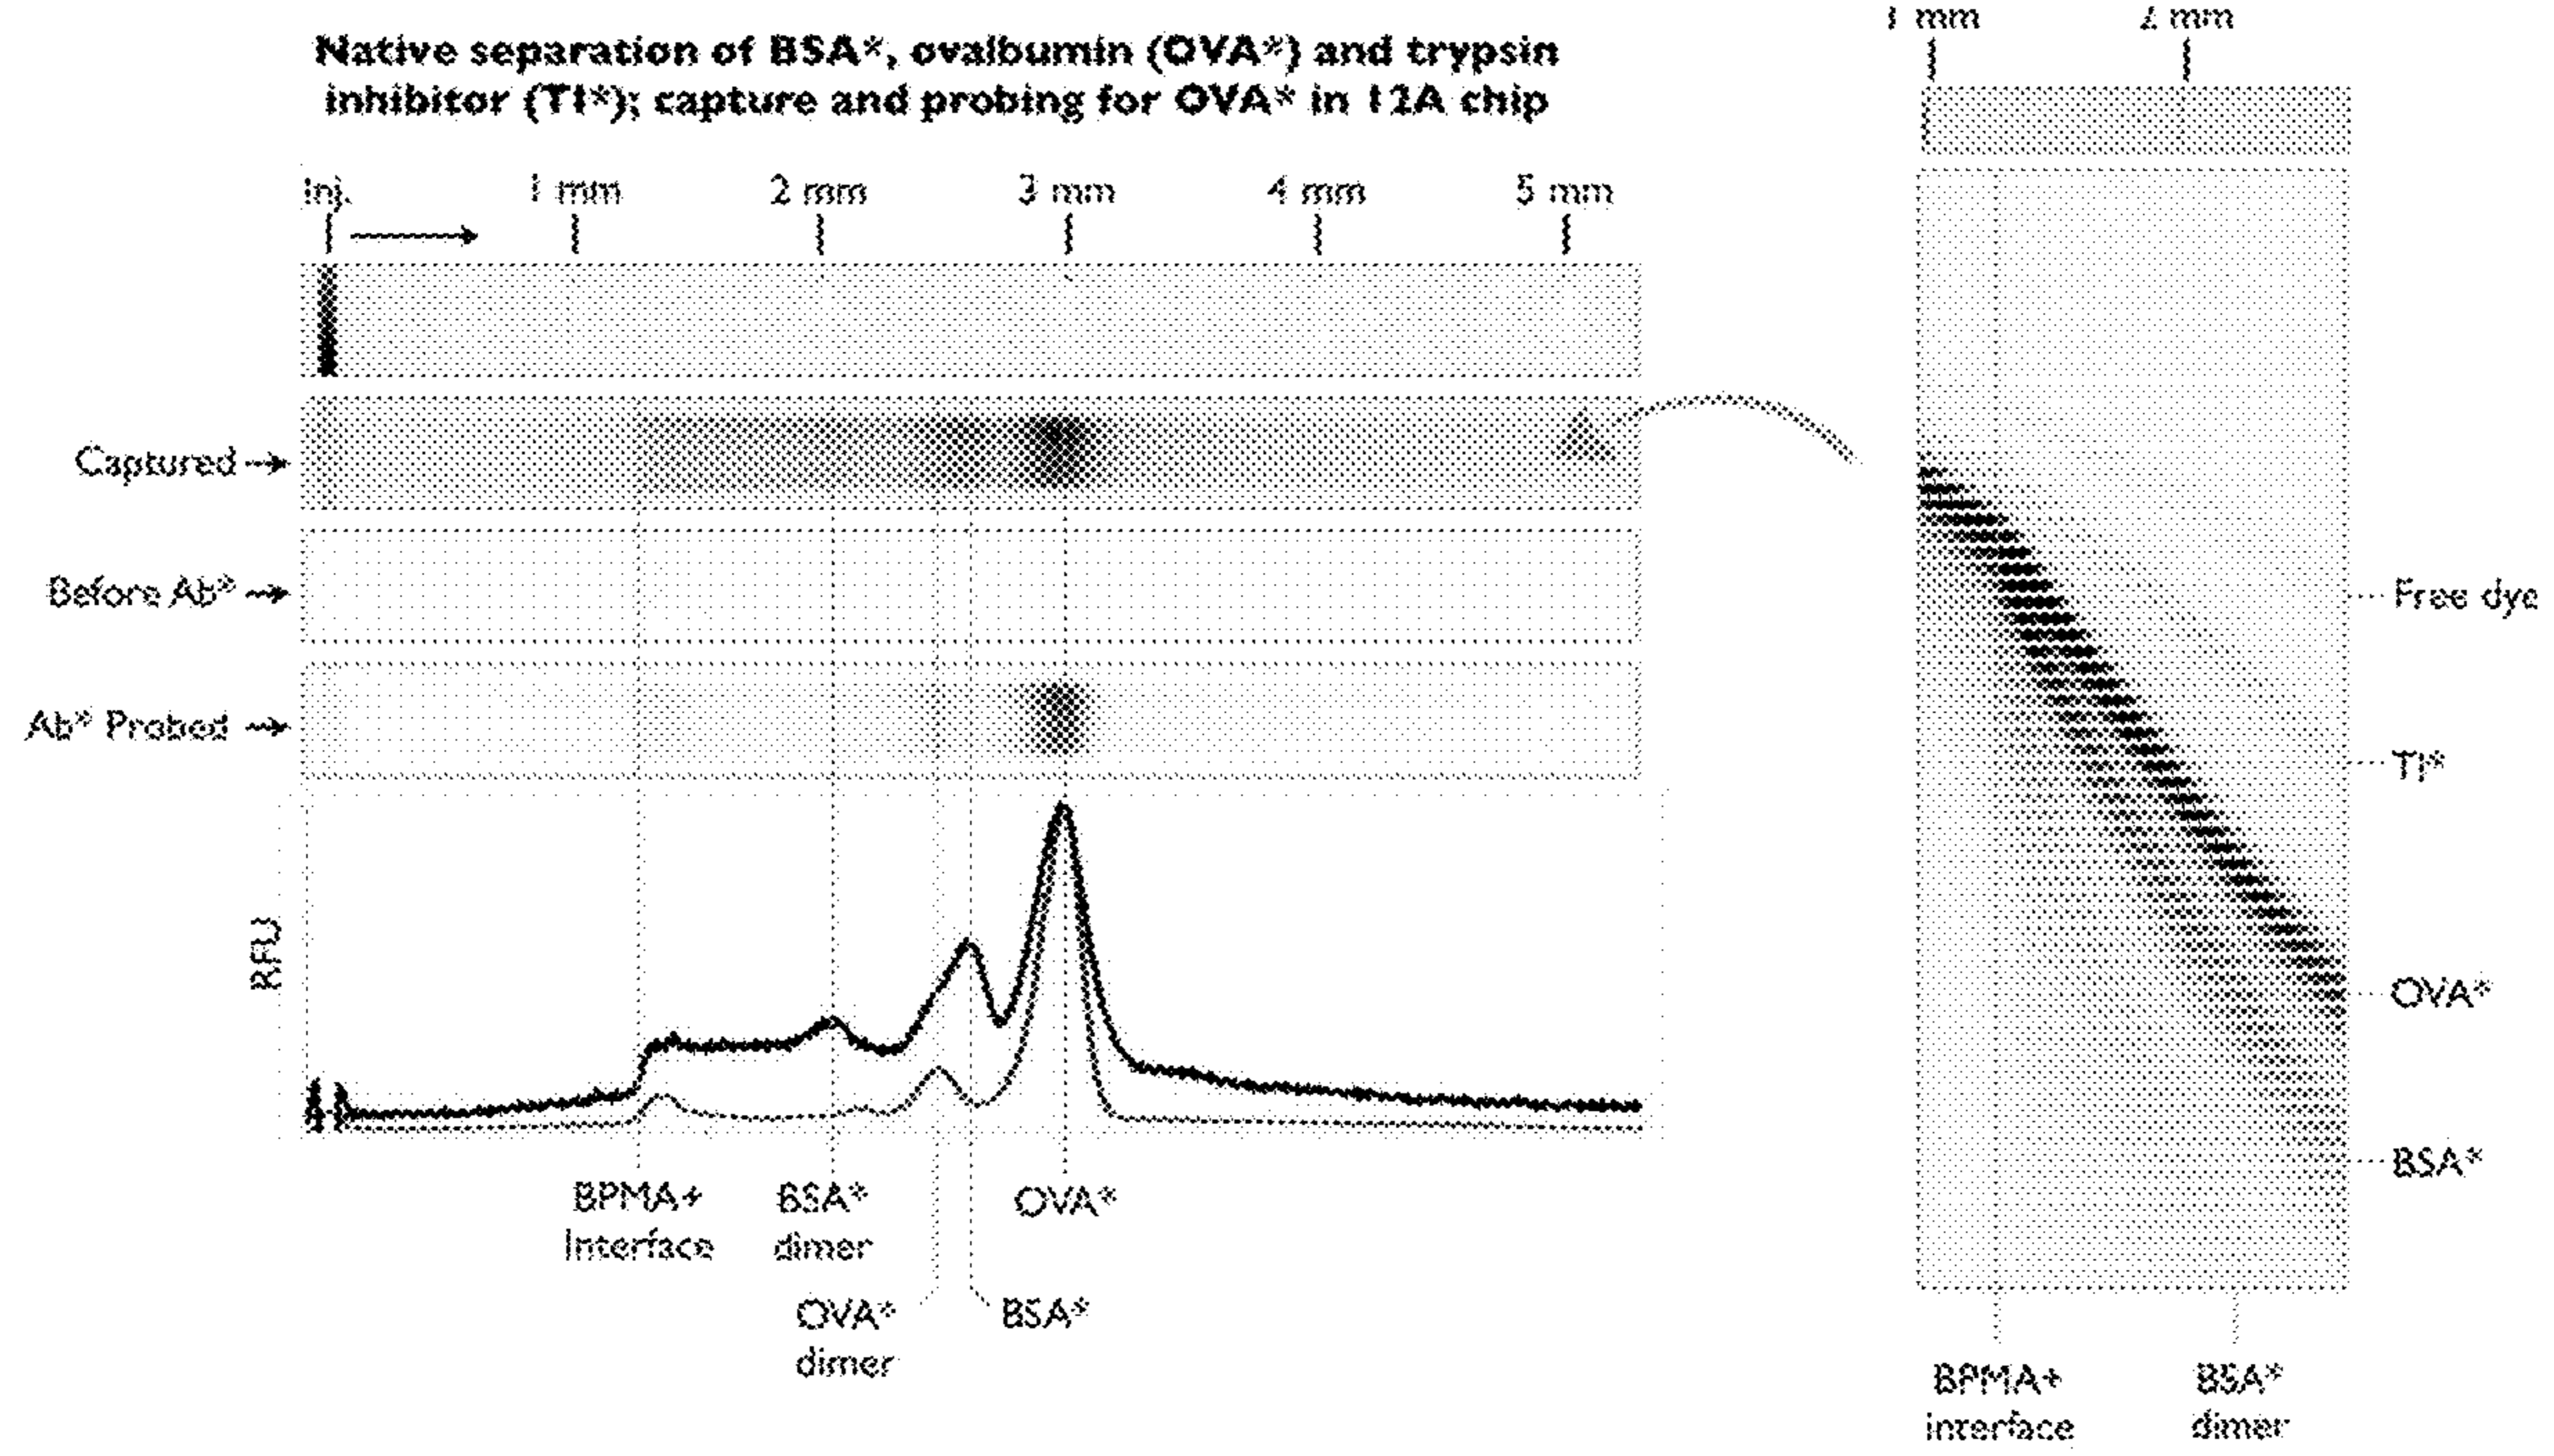 Native separation of BSA*, ovalbumin (OVA*) and trypsin
inhibitor (TI*); capture and probing for OVA* in 12A chip
Inj.
1 mm
2 mm
3 mm
4 mm
5 mm
Captured
Before Ab*
Ab* Probed
RFU
BPMA+
Interface
BSA*
dimer
OVA*
OVA*
dimer
BSA*
1 mm
2 mm
Free dye
TI*
OVA*
BSA*
BPMA+
interface
BSA*
dimer